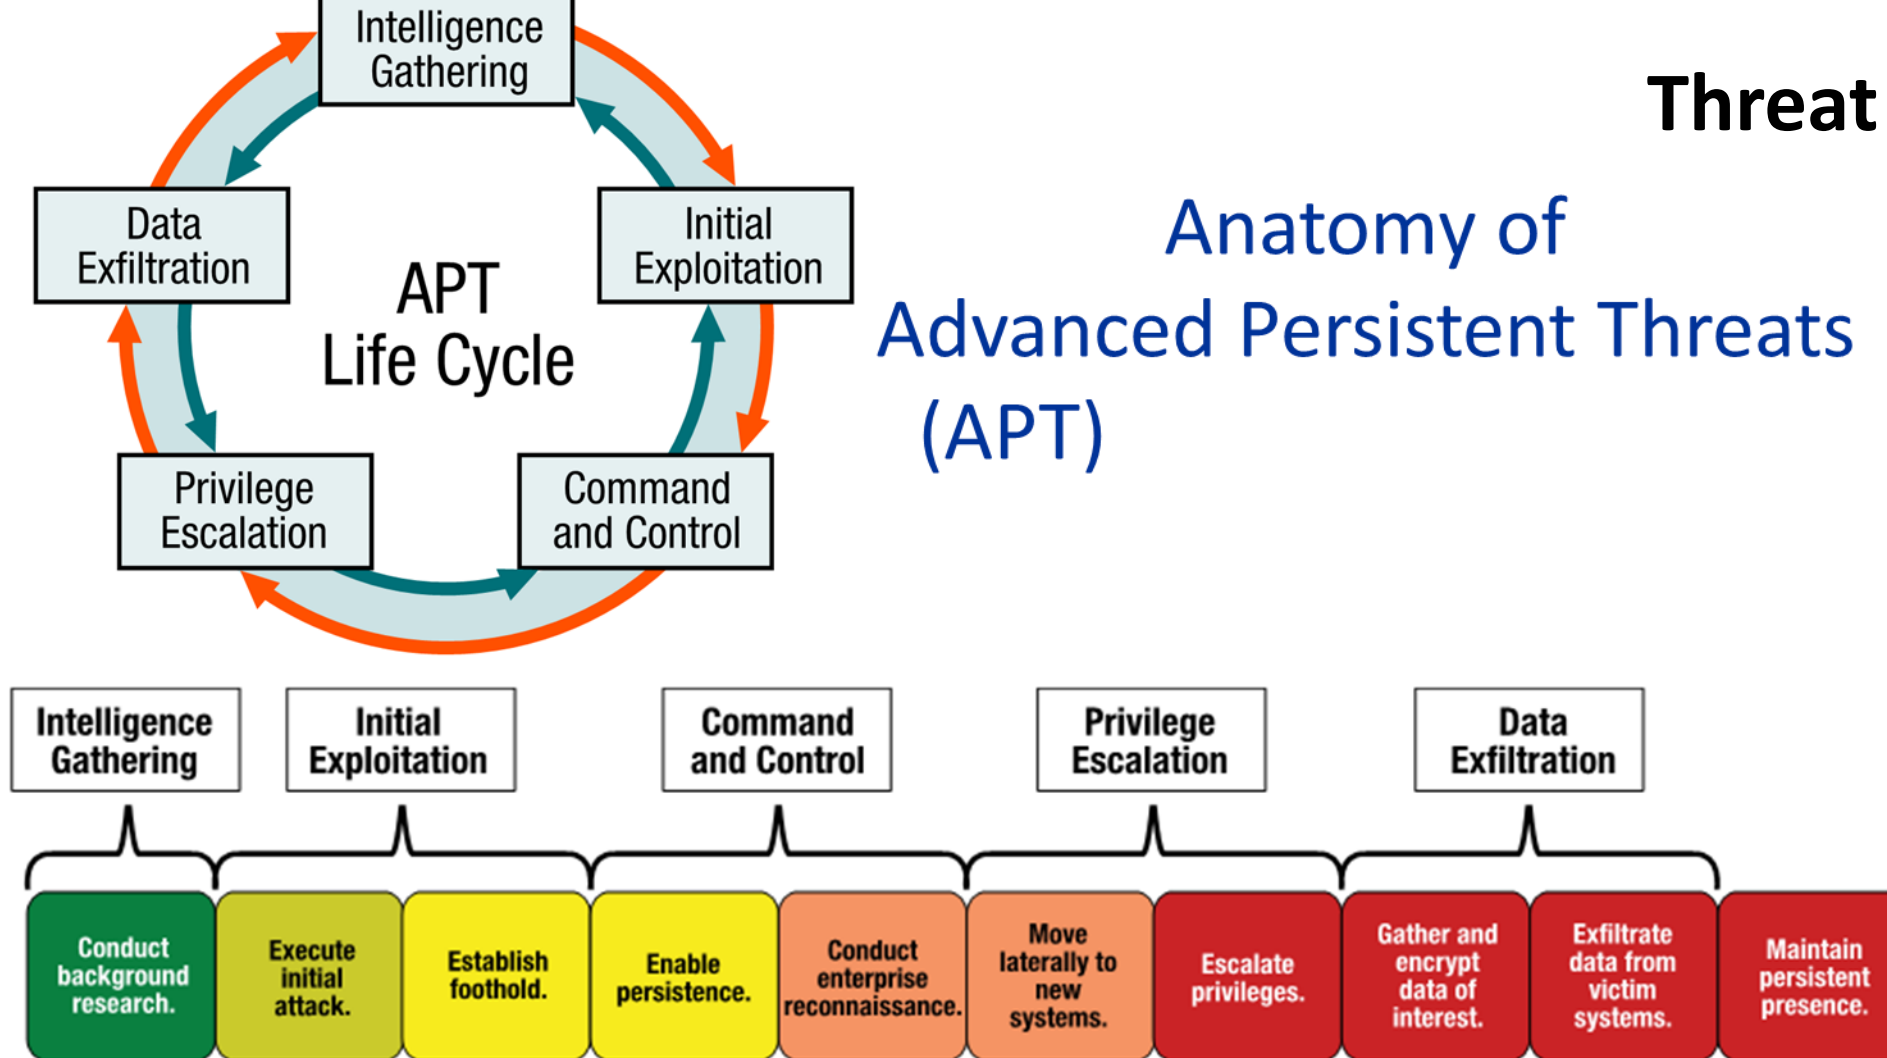 Intelligence
Gathering
Threat
Data
Exfiltration
Initial
Exploitation
APT
Life Cycle
Anatomy of
Advanced Persistent Threats
(APT)
Privilege
Escalation
Command
and Control
Intelligence
Gathering
Initial
Exploitation
Command
and Control
Privilege
Escalation
Data
Exfiltration
Conduct
background
research.
Execute
initial
attack.
Establish
foothold.
Enable
persistence.
Conduct
enterprise
reconnaissance.
Move
laterally to
new
systems.
Escalate
privileges.
Gather and
encrypt
data of
interest.
Exfiltrate
data from
victim
systems.
Maintain
persistent
presence.